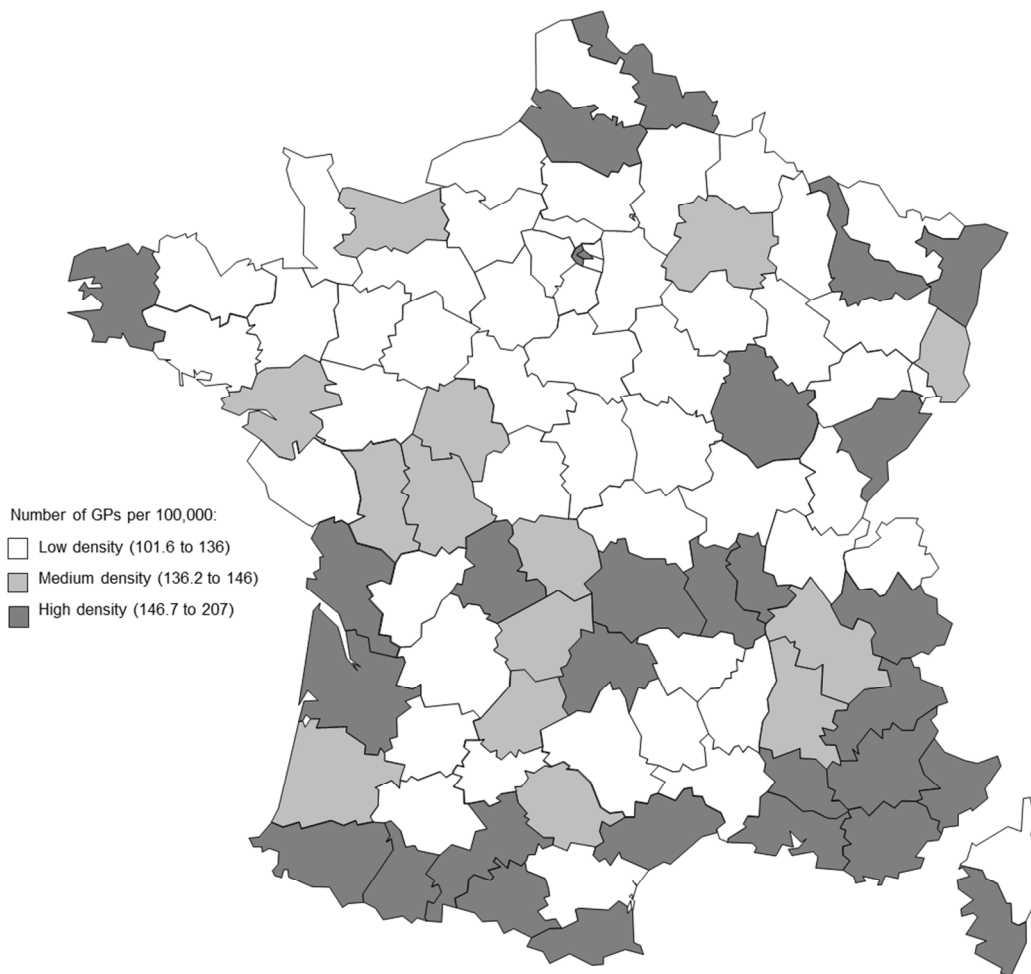 Number of GPs per 100,000:
Low density (101.6 to 136)
Medium density (136.2 to 146)
High density (146.7 to 207)